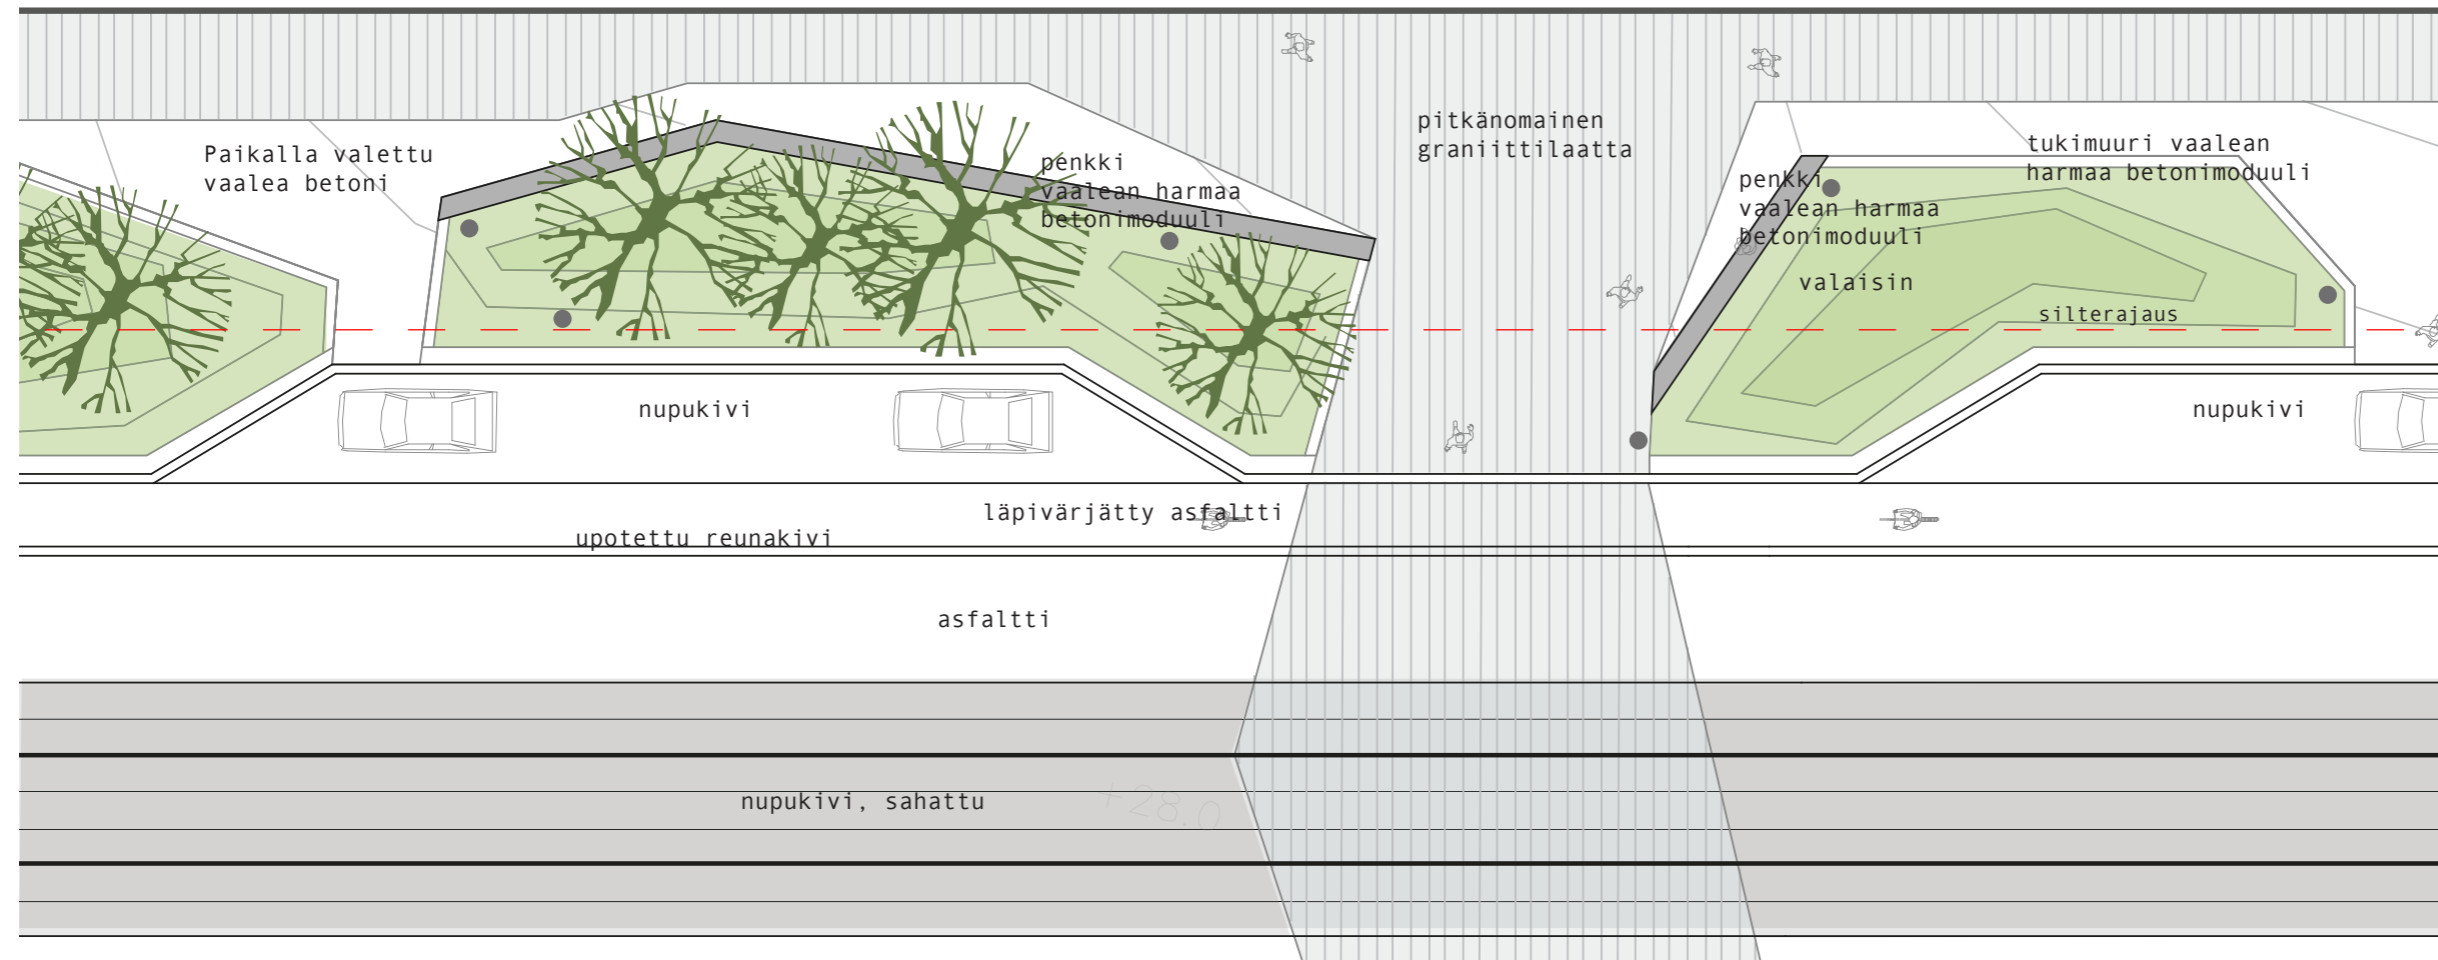 Paikalla valettu
vaalea betoni
penkki
vaalean harmaa
betonimoduuli
pitkänomainen
graniittilaatta
penkki
vaalean harmaa
betonimoduuli
tukimuuri vaalean
harmaa betonimoduuli
valaisin
silterajaus
nupukivi
nupukivi
läpivärjätty asfaltti
upotettu reunakivi
asfaltti
nupukivi, sahattu
+28.0